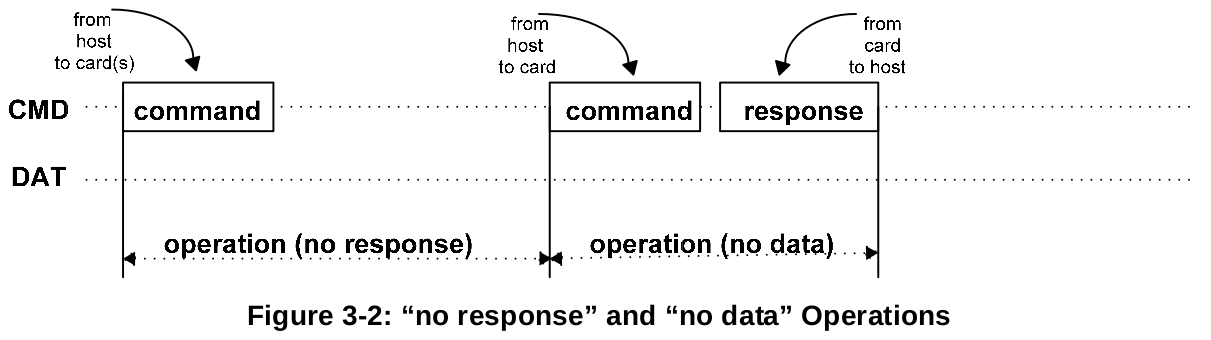 from
host
to card(s)
from
host
to card
from
card
to host
CMD
command
command
response
DAT
operation (no response)
operation (no data)
Figure 3-2: “no response” and “no data” Operations